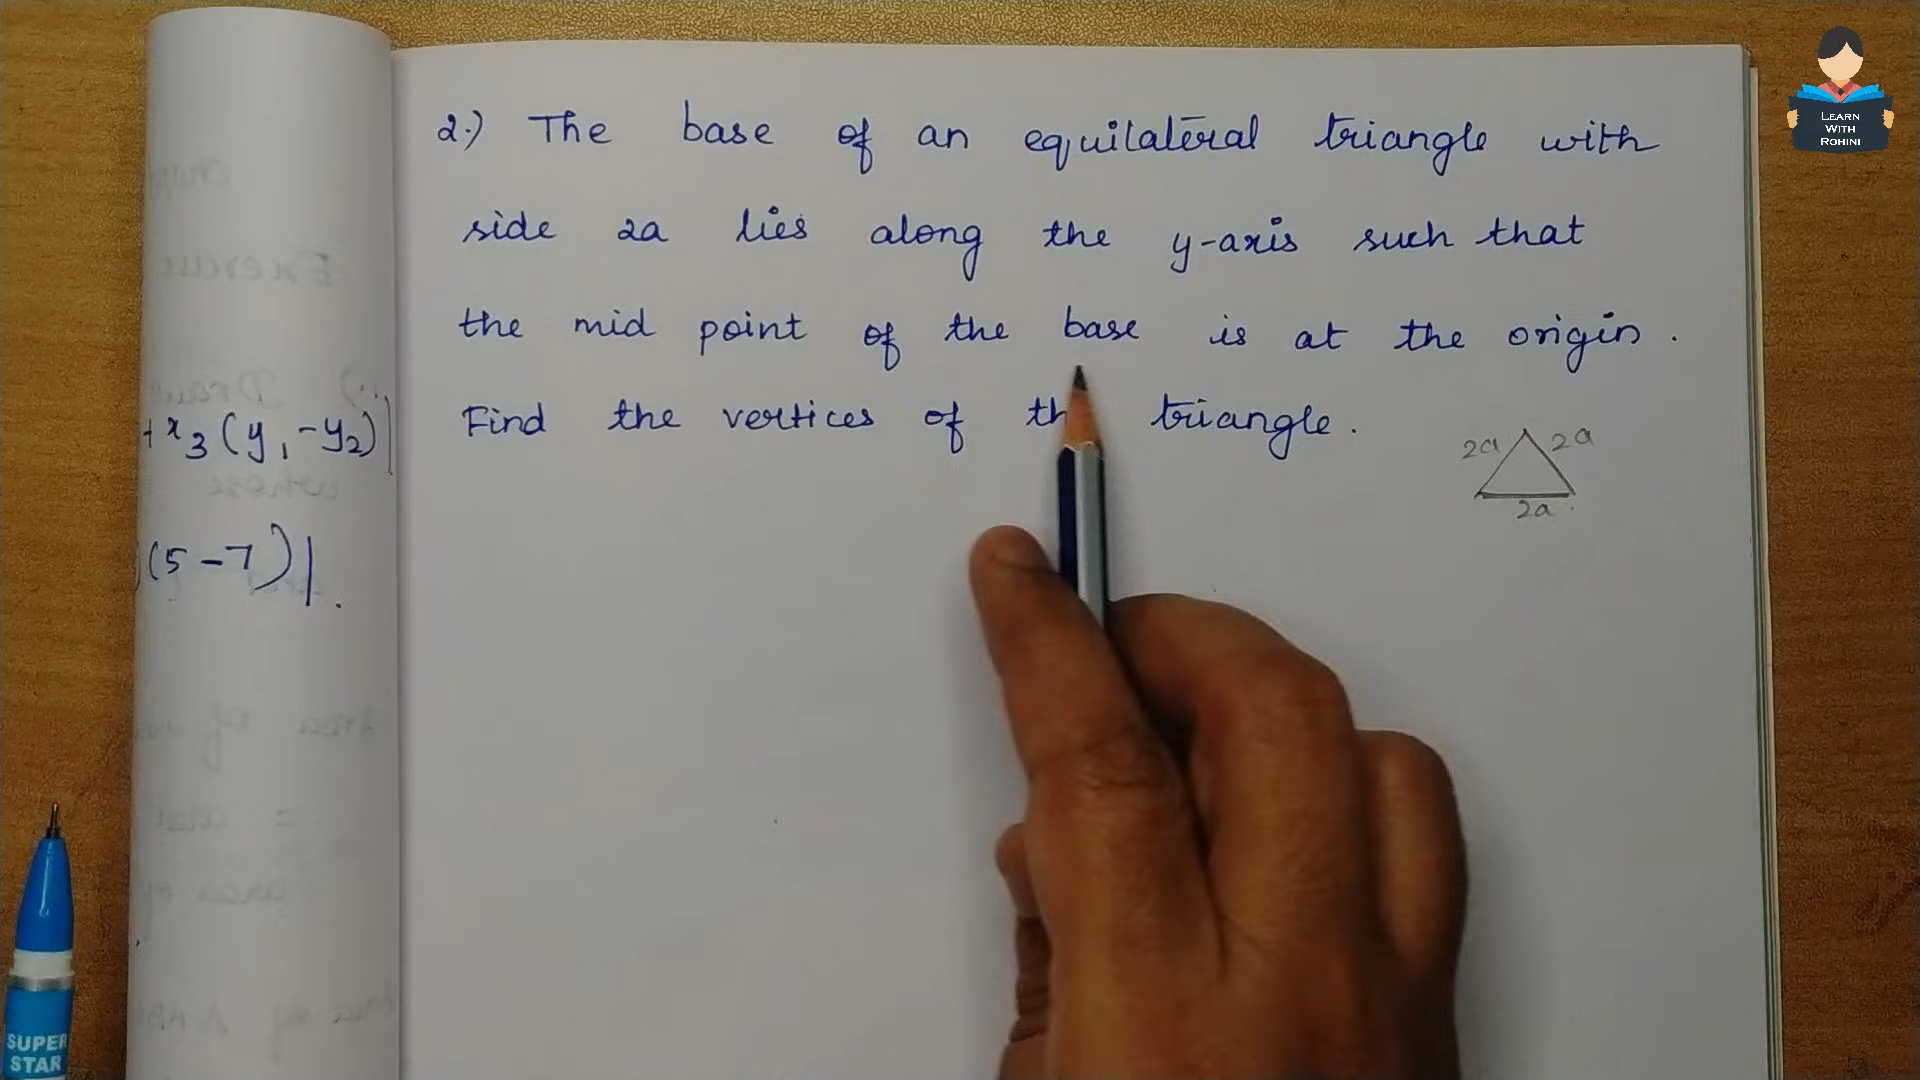 2.) The base of an equilateral triangle with
side 2a lies along the y-axis such that
the mid point of the base is at the origin.
Find the vertices of th triangle.
2a 2a
2a
+ x3 (y1 - y2)|
(5 - 7)|.
LEARN
WITH
ROHINI
SUPER
STAR